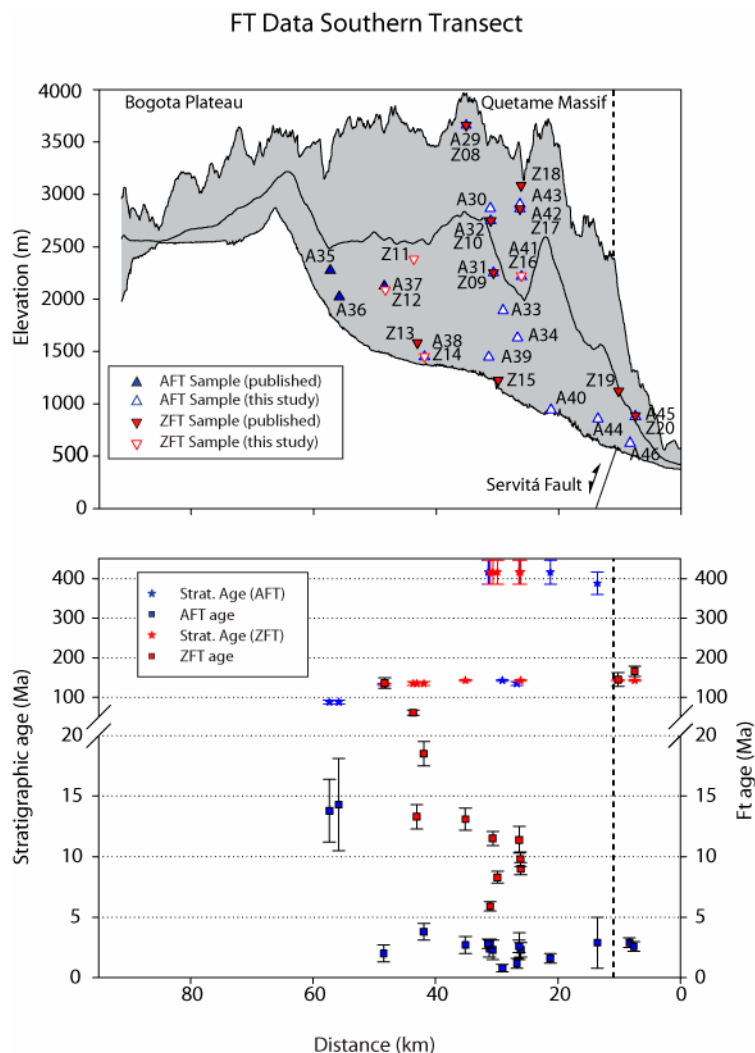 FT Data Southern Transect
Bogota Plateau
Quetame Massif
Elevation (m)
4000
3500
3000
2500
2000
1500
1000
500
0
A29
Z08
Z18
A30
A43
A32
Z10
A42
Z17
A35
Z11
A41
Z16
A31
Z09
A37
Z12
A36
A33
Z13
A38
Z14
A34
A39
Z15
Z19
A40
A45
Z20
A44
A46
AFT Sample (published)
AFT Sample (this study)
ZFT Sample (published)
ZFT Sample (this study)
Servitá Fault
Strat. Age (AFT)
AFT age
Strat. Age (ZFT)
ZFT age
Stratigraphic age (Ma)
400
300
200
100
20
15
10
5
0
400
300
200
100
20
15
10
5
0
Ft age (Ma)
80
60
40
20
0
Distance (km)